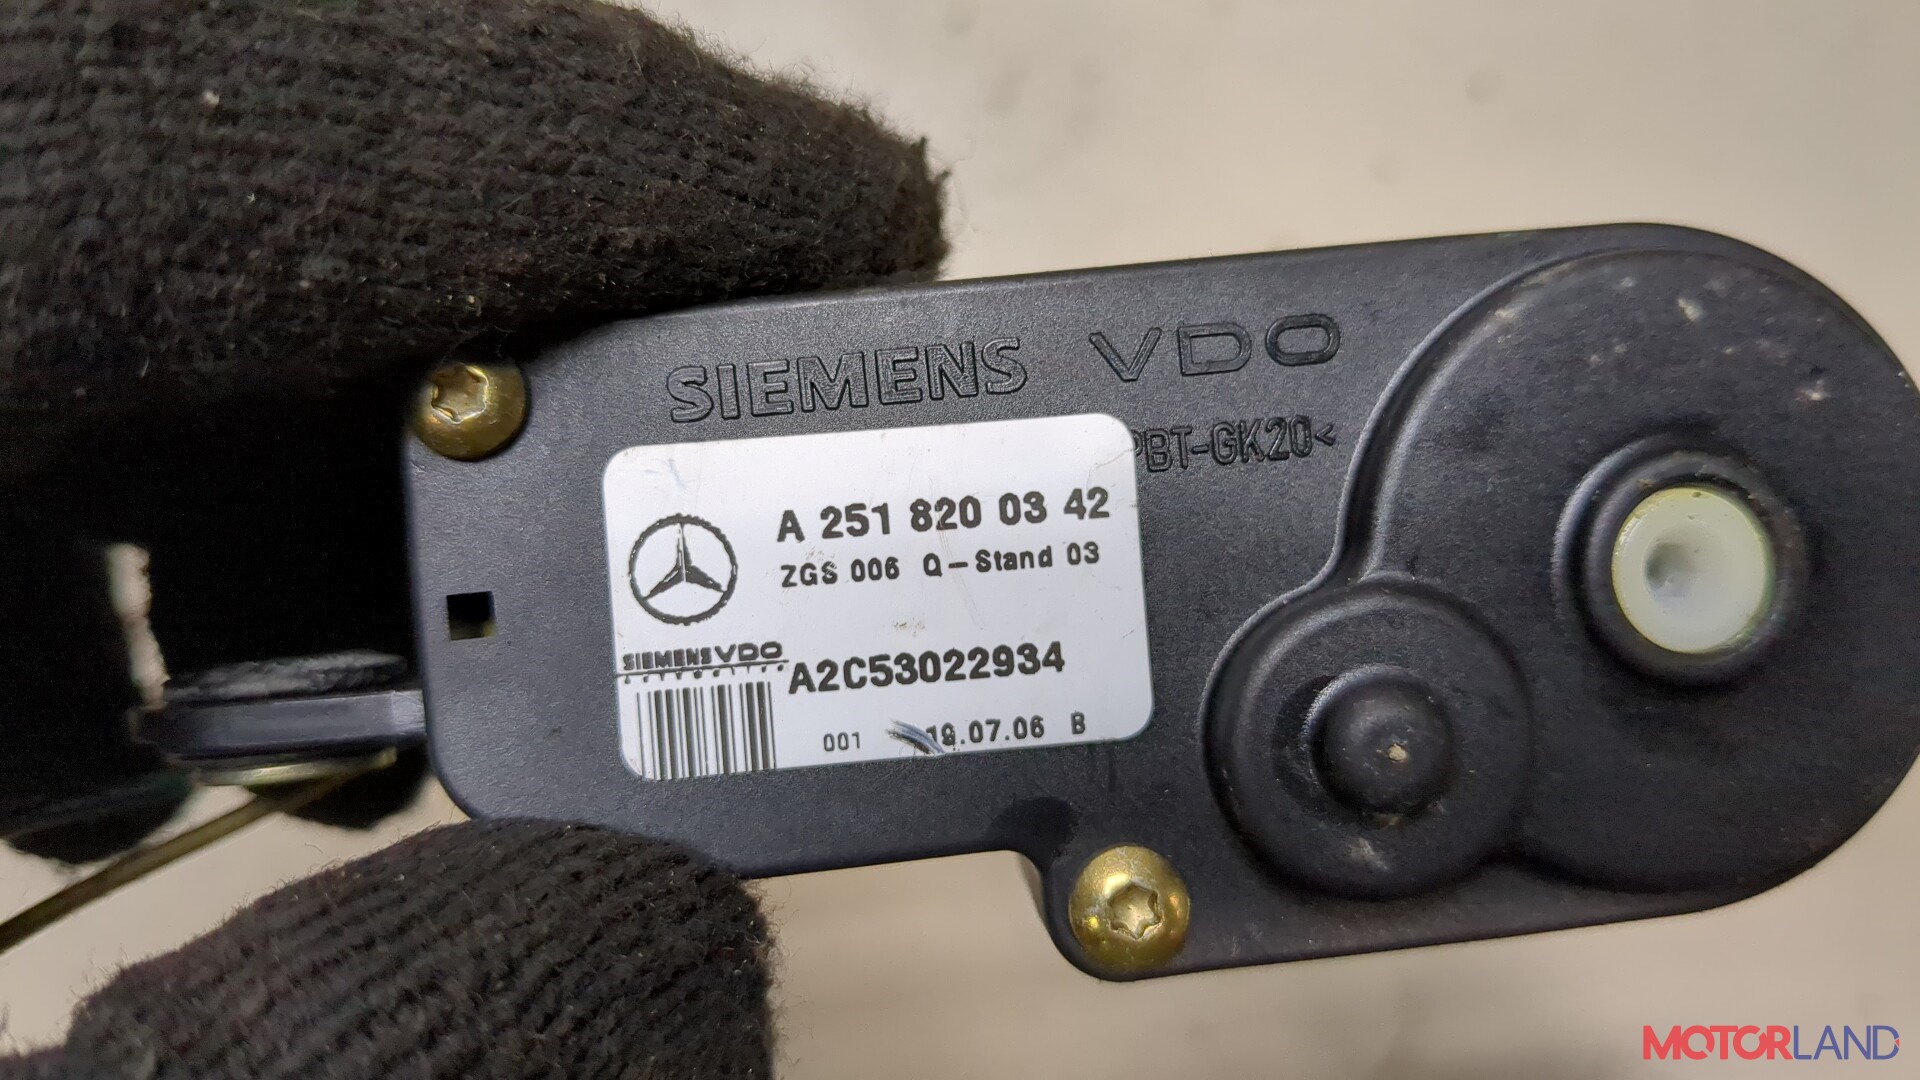 SIEMENS VDO
PBT-GK20<
A 251 820 03 42
ZGS 006 Q-Stand 03
SIEMENS VDO
A2C53022934
001 .07.06 B
MOTORLAND